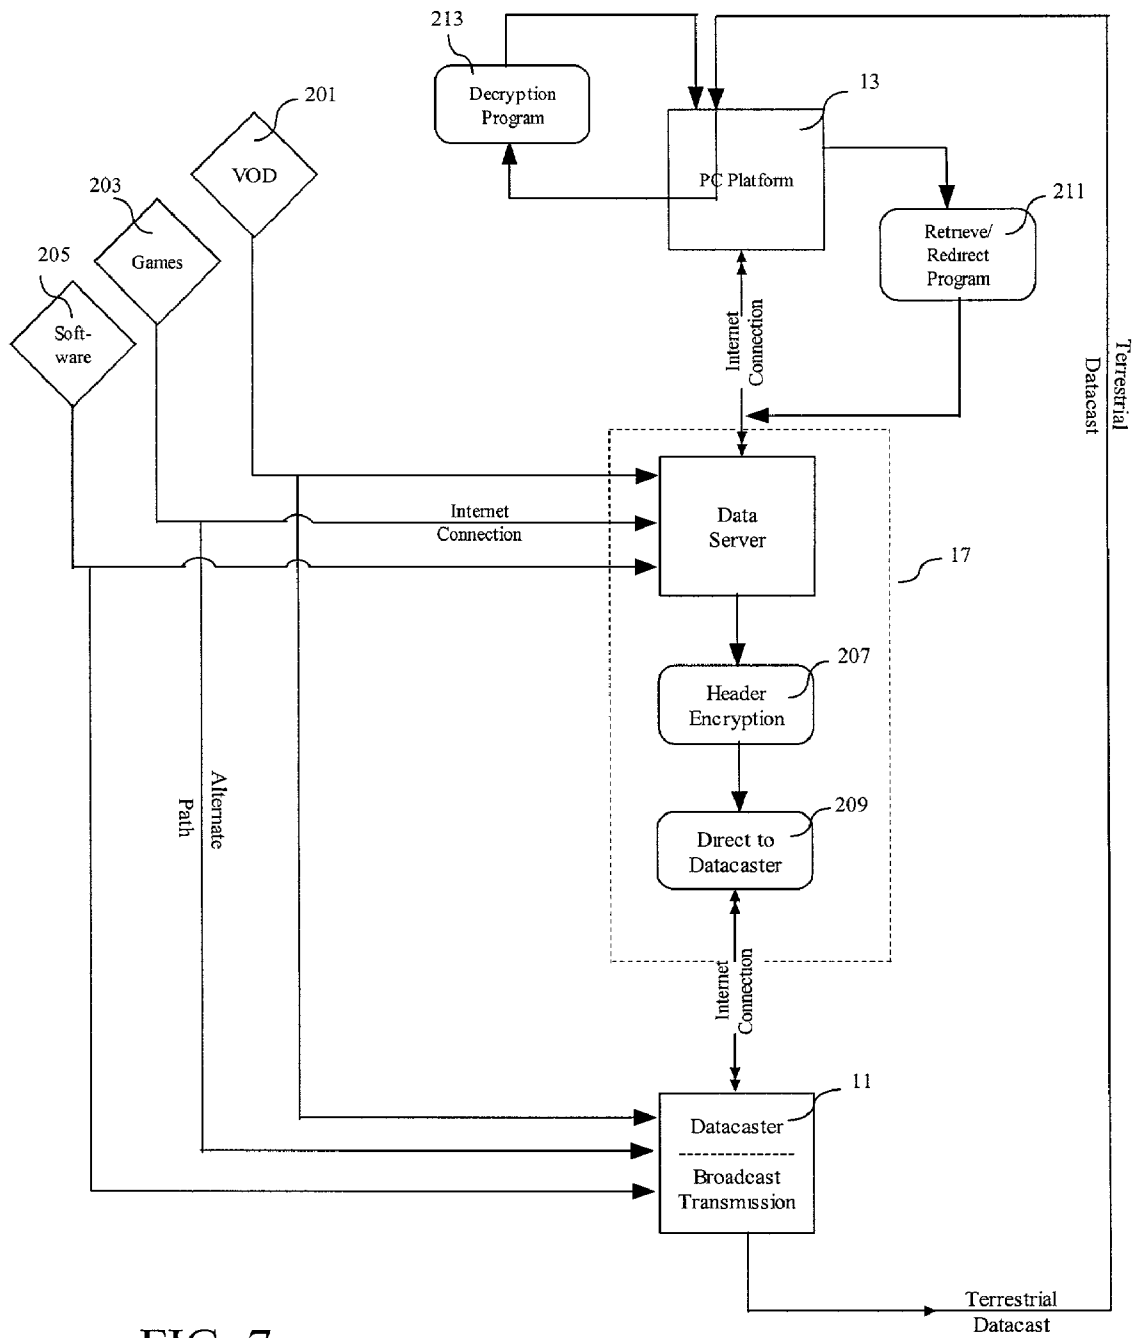 213
Decryption
Program
13
201
VOD
PC Platform
203
211
Retrieve/
Redirect
Program
205
Games
Soft-
ware
Internet
Connection
Terrestrial
Datacast
Internet
Connection
Data
Server
17
207
Header
Encryption
Alternate
Path
209
Direct to
Datacaster
Internet
Connection
11
Datacaster
Broadcast
Transmission
Terrestrial
Datacast
FIG. 7